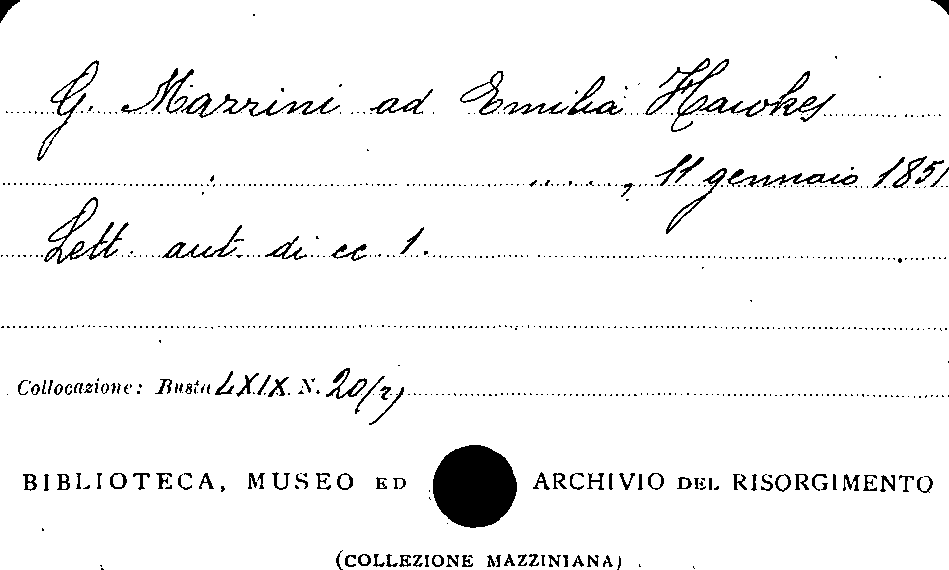 G. Mazzini ad Emilia Hawkes
....., 11 gennaio 1851
Lett. aut. di cc. 1.
Collocazione: Busta LXIX N. 20(2)
BIBLIOTECA, MUSEO ED ARCHIVIO DEL RISORGIMENTO
(COLLEZIONE MAZZINIANA)